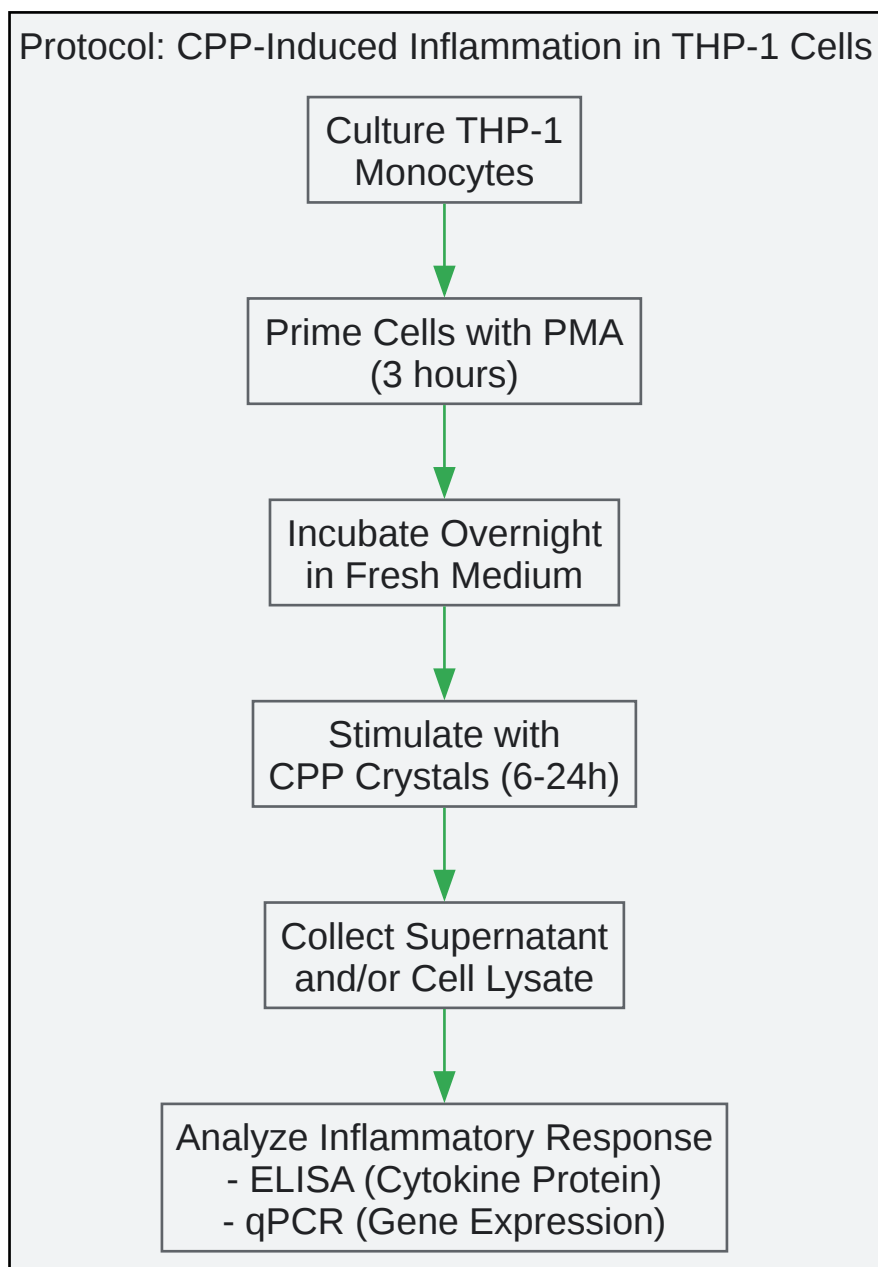 Protocol: CPP-Induced Inflammation in THP-1 Cells
Culture THP-1
Monocytes
Prime Cells with PMA
(3 hours)
Incubate Overnight
in Fresh Medium
Stimulate with
CPP Crystals (6-24h)
Collect Supernatant
and/or Cell Lysate
Analyze Inflammatory Response
- ELISA (Cytokine Protein)
- qPCR (Gene Expression)